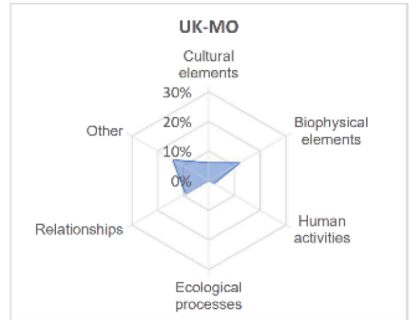 UK-MO
Cultural
elements
30%
20%
10%
0%
Other
Biophysical
elements
Relationships
Human
activities
Ecological
processes